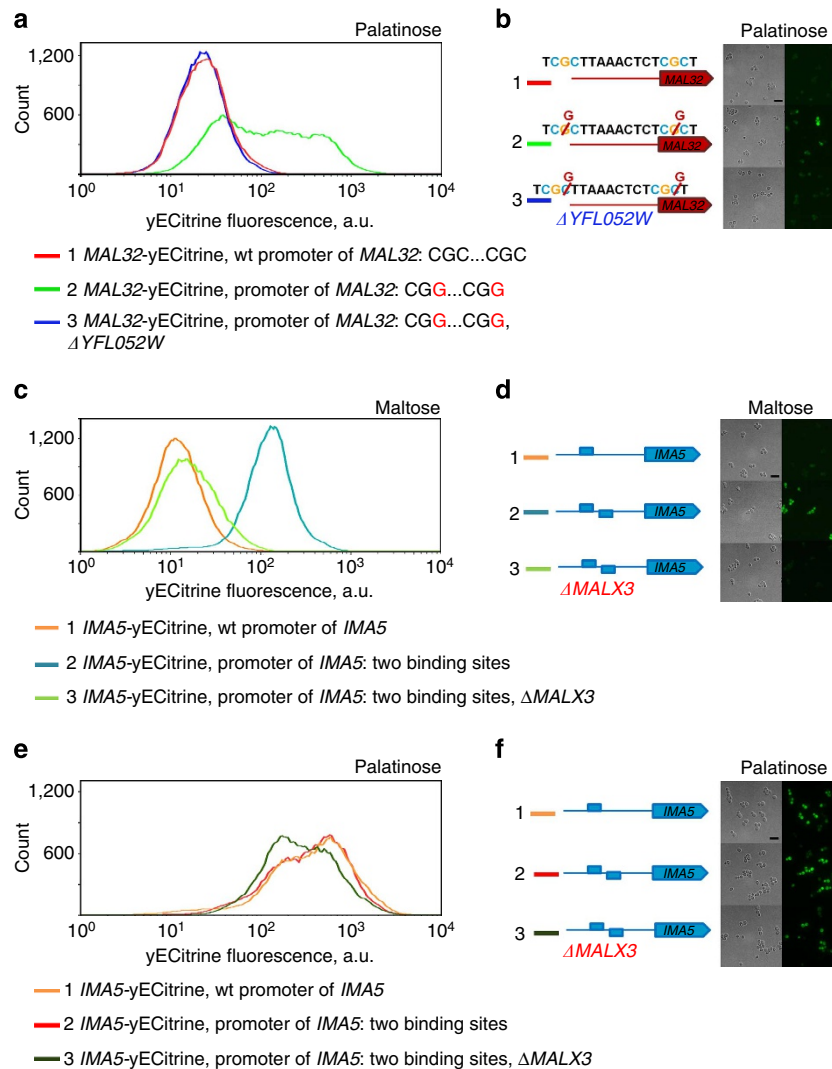 a
Palatinose
1,200
600
Count
10⁰ 10¹ 10² 10³ 10⁴
yECitrine fluorescence, a.u.
1 MAL32-yECitrine, wt promoter of MAL32: CGC...CGC
2 MAL32-yECitrine, promoter of MAL32: CGG...CGG
3 MAL32-yECitrine, promoter of MAL32: CGG...CGG,
ΔYFL052W
b
Palatinose
TCGCTTAAACTCTCGCT
1 MAL32
G G
TCGCTTAAACTCTCGCT
2 MAL32
G G
TCGCTTAAACTCTCGCT
3 MAL32
ΔYFL052W
c
Maltose
1,200
600
Count
10⁰ 10¹ 10² 10³ 10⁴
yECitrine fluorescence, a.u.
1 IMA5-yECitrine, wt promoter of IMA5
2 IMA5-yECitrine, promoter of IMA5: two binding sites
3 IMA5-yECitrine, promoter of IMA5: two binding sites, ΔMALX3
d
Maltose
1 IMA5
2 IMA5
3 IMA5
ΔMALX3
e
Palatinose
1,200
600
Count
10⁰ 10¹ 10² 10³ 10⁴
yECitrine fluorescence, a.u.
1 IMA5-yECitrine, wt promoter of IMA5
2 IMA5-yECitrine, promoter of IMA5: two binding sites
3 IMA5-yECitrine, promoter of IMA5: two binding sites, ΔMALX3
f
Palatinose
1 IMA5
2 IMA5
3 IMA5
ΔMALX3